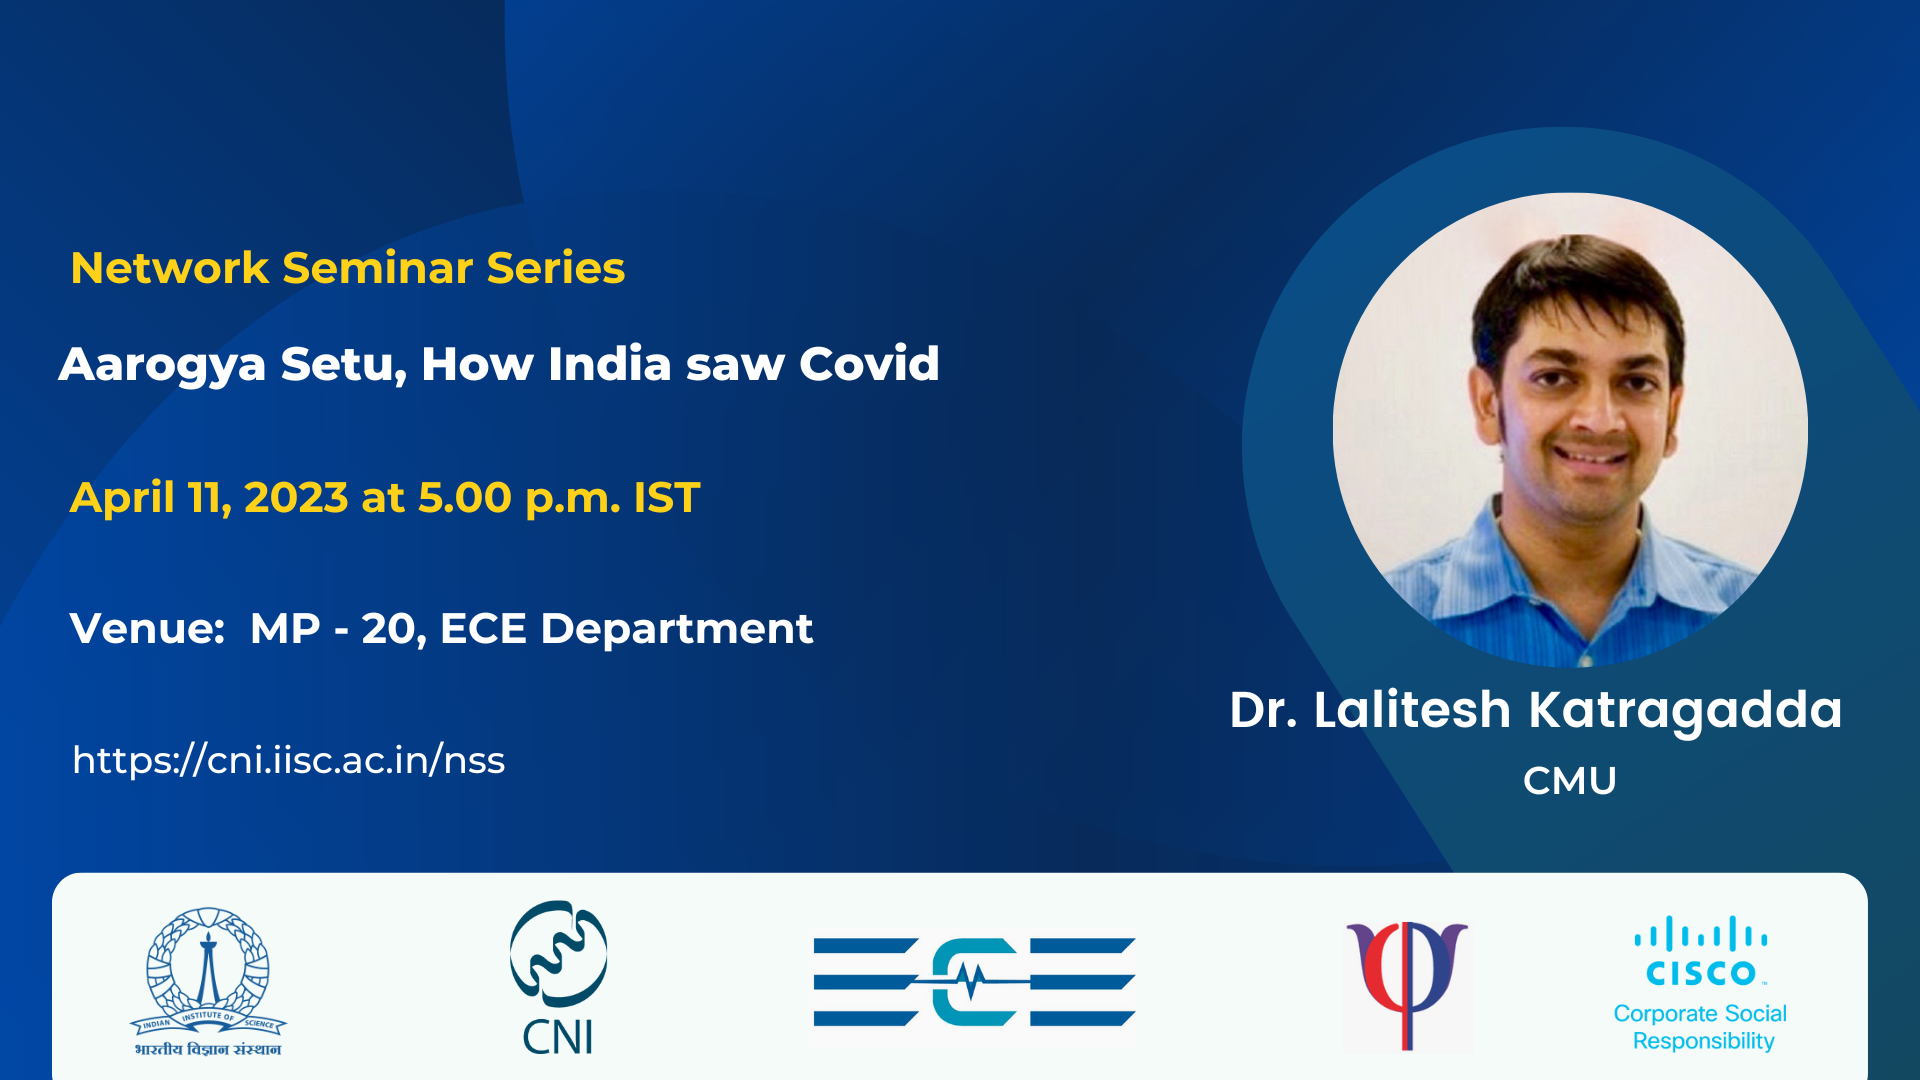 Network Seminar Series
Aarogya Setu, How India saw Covid
April 11, 2023 at 5.00 p.m. IST
Venue: MP - 20, ECE Department
https://cni.iisc.ac.in/nss
Dr. Lalitesh Katragadda
CMU
INDIAN INSTITUTE OF SCIENCE
भारतीय विज्ञान संस्थान
CNI
ECE
CISCO
Corporate Social
Responsibility